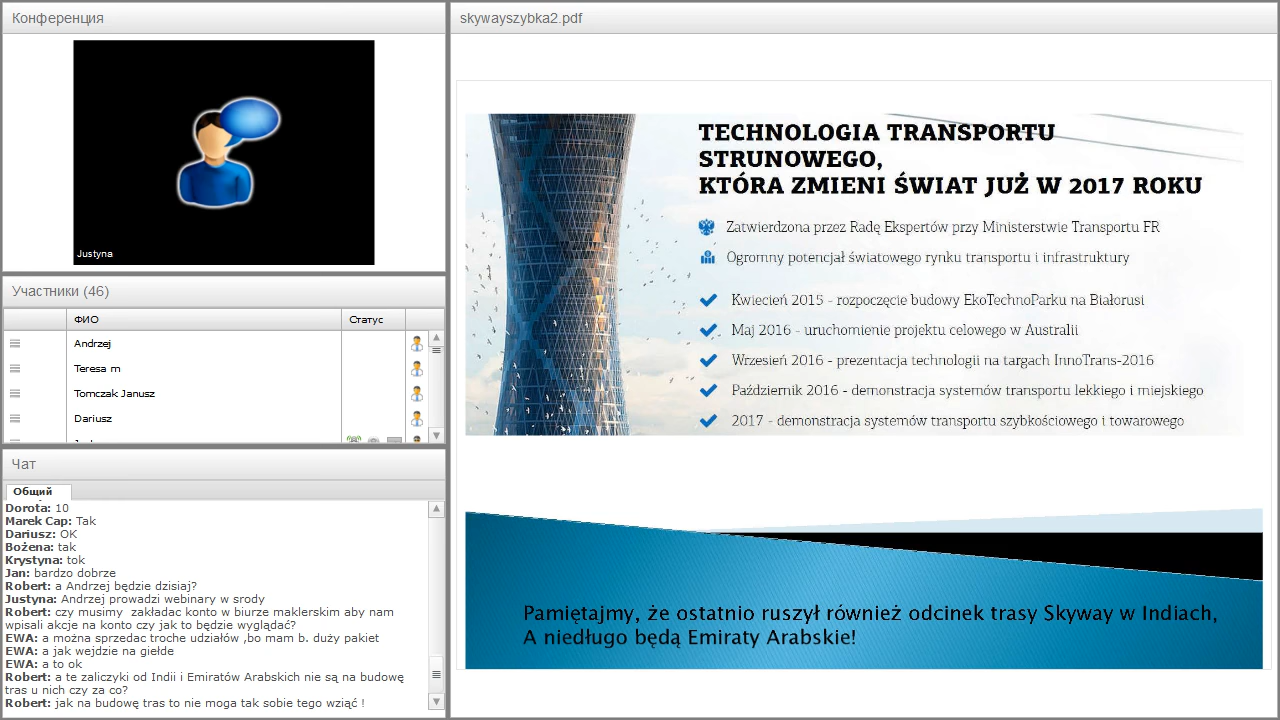 Конференция
Justyna
Участники (46)
ФИО
Статус
Andrzej
Teresa m
Tomczak Janusz
Dariusz
Чат
Общий
Dorota: 10
Marek Cap: Tak
Dariusz: OK
Bożena: tak
Krystyna: tok
Jan: bardzo dobrze
Robert: a Andrzej będzie dzisiaj?
Justyna: Andrzej prowadzi webinary w srody
Robert: czy musimy zakładac konto w biurze maklerskim aby nam
wpisali akcje na konto czy jak to będzie wyglądać?
EWA: a można sprzedac troche udziałów ,bo mam b. duży pakiet
EWA: a jak wejdzie na giełde
EWA: a to ok
Robert: a te zaliczyki od Indii i Emiratów Arabskich nie są na budowę
tras u nich czy za co?
Robert: jak na budowę tras to nie moga tak sobie tego wziąć !
skywayszybka2.pdf
TECHNOLOGIA TRANSPORTU
STRUNOWEGO,
KTÓRA ZMIENI ŚWIAT JUŻ W 2017 ROKU
Zatwierdzona przez Radę Ekspertów przy Ministerstwie Transportu FR
Ogromny potencjał światowego rynku transportu i infrastruktury
Kwiecień 2015 - rozpoczęcie budowy EkoTechnoParku na Białorusi
Maj 2016 - uruchomienie projektu celowego w Australii
Wrzesień 2016 - prezentacja technologii na targach InnoTrans-2016
Październik 2016 - demonstracja systemów transportu lekkiego i miejskiego
2017 - demonstracja systemów transportu szybkościowego i towarowego
Pamiętajmy, że ostatnio ruszył również odcinek trasy Skyway w Indiach,
A niedługo będą Emiraty Arabskie!